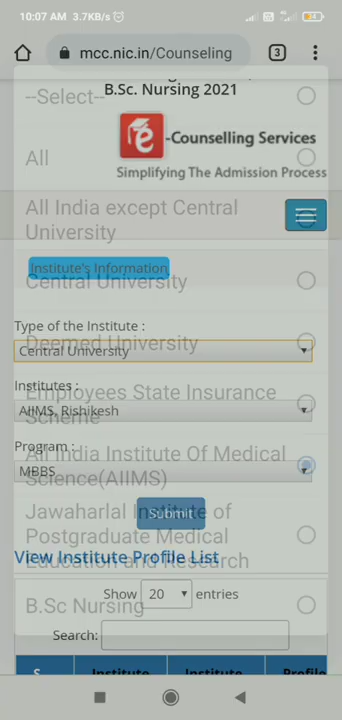 10:07 AM 3.7KB/s
mcc.nic.in/Counseling
3
B.Sc. Nursing 2021
--Select--
e-Counselling Services
Simplifying The Admission Process
All
All India except Central
University
Institute's Information
Central University
Type of the Institute :
Central University
Deemed University
Institutes :
Employees State Insurance
Scheme
AIIMS, Rishikesh
Program :
All India Institute Of Medical
Science(AIIMS)
MBBS
Submit
Jawaharlal Institute of
Postgraduate Medical
Education and Research
View Institute Profile List
Show 20 entries
B.Sc Nursing
Search:
S. Institute Institute Profile